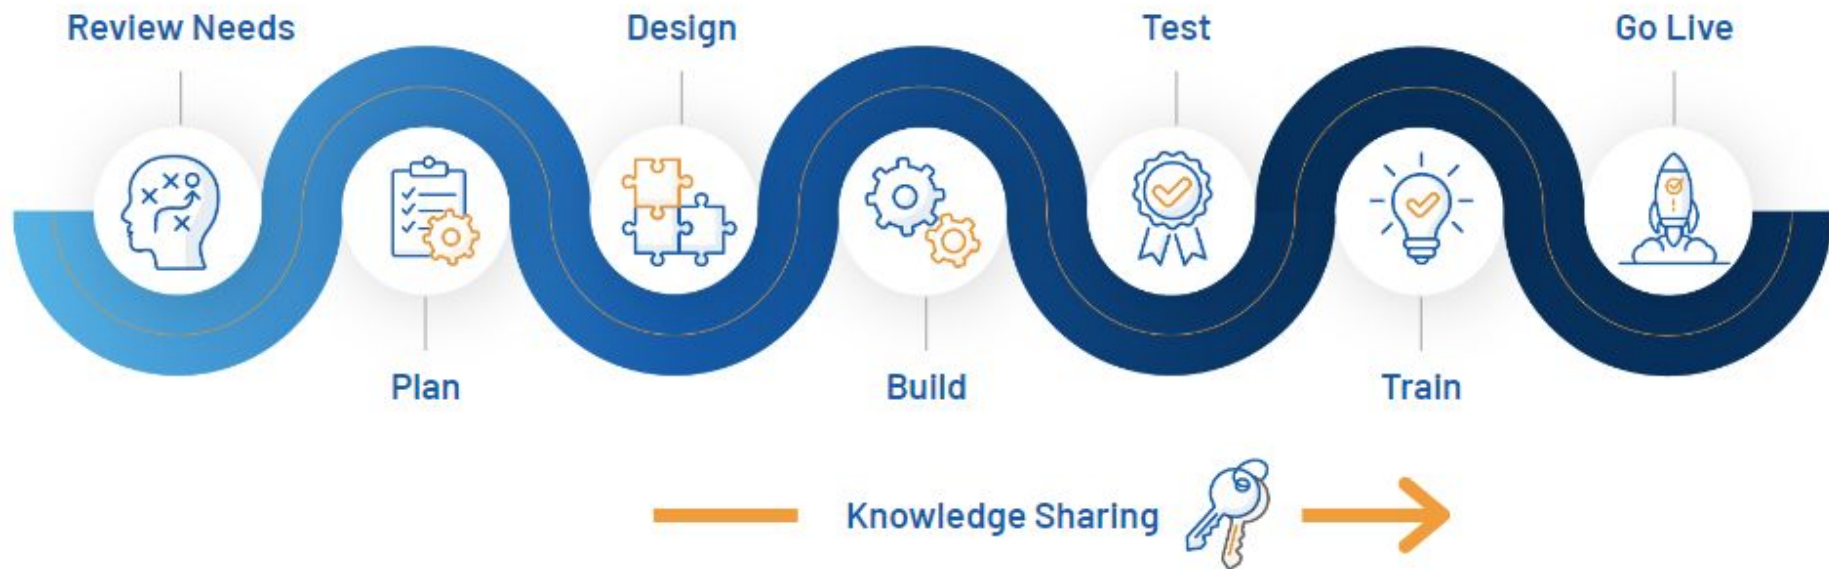 Review Needs
Plan
Design
Build
Test
Train
Go Live
Knowledge Sharing